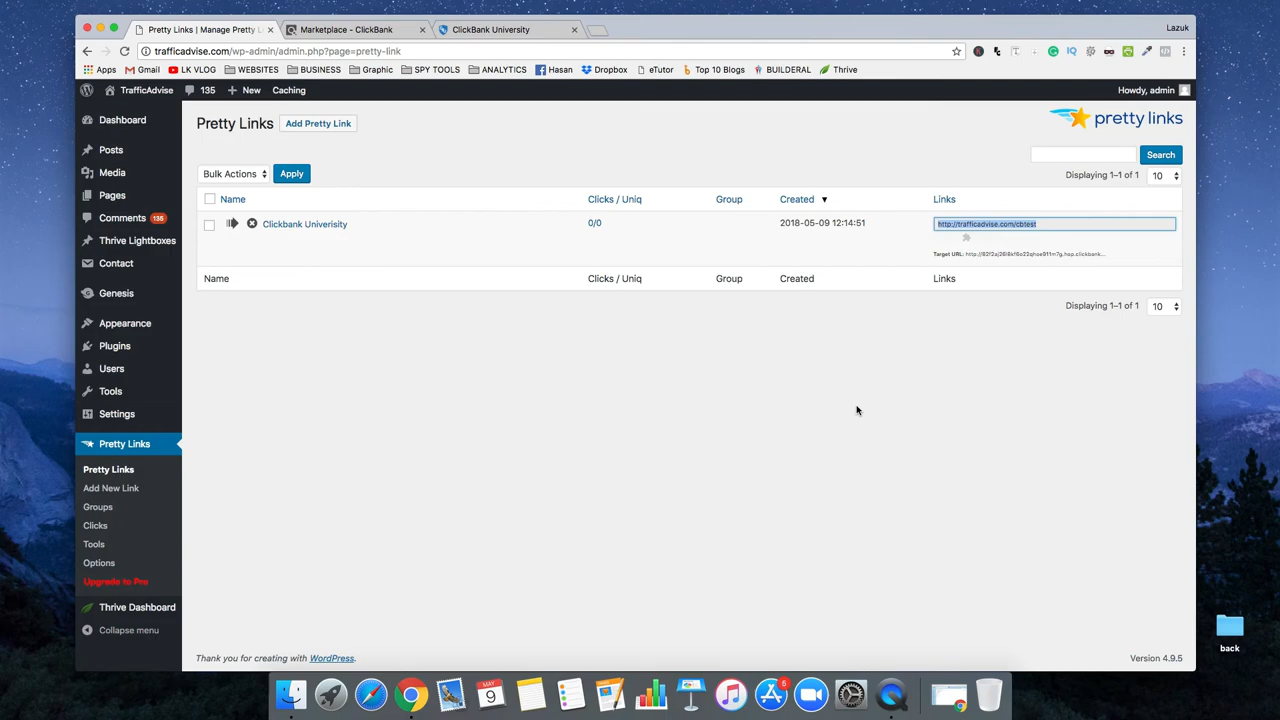 Pretty Links | Manage Pretty L
Marketplace - ClickBank
ClickBank University
Lazuk
trafficadvise.com/wp-admin/admin.php?page=pretty-link
Apps
Gmail
LK VLOG
WEBSITES
BUSINESS
Graphic
SPY TOOLS
ANALYTICS
Hasan
Dropbox
eTutor
Top 10 Blogs
BUILDERAL
Thrive
TrafficAdvise
135
New
Caching
Howdy, admin
Dashboard
Posts
Media
Pages
Comments 135
Thrive Lightboxes
Contact
Genesis
Appearance
Plugins
Users
Tools
Settings
Pretty Links
Pretty Links
Add New Link
Groups
Clicks
Tools
Options
Upgrade to Pro
Thrive Dashboard
Collapse menu
Pretty Links
Add Pretty Link
pretty links
Search
Bulk Actions
Apply
Displaying 1–1 of 1
10
Name
Clicks / Uniq
Group
Created
Links
Clickbank Univerisity
0/0
2018-05-09 12:14:51
http://trafficadvise.com/cbtest
Name
Clicks / Uniq
Group
Created
Links
Displaying 1–1 of 1
10
Thank you for creating with WordPress.
Version 4.9.5
back
MAY
9
5